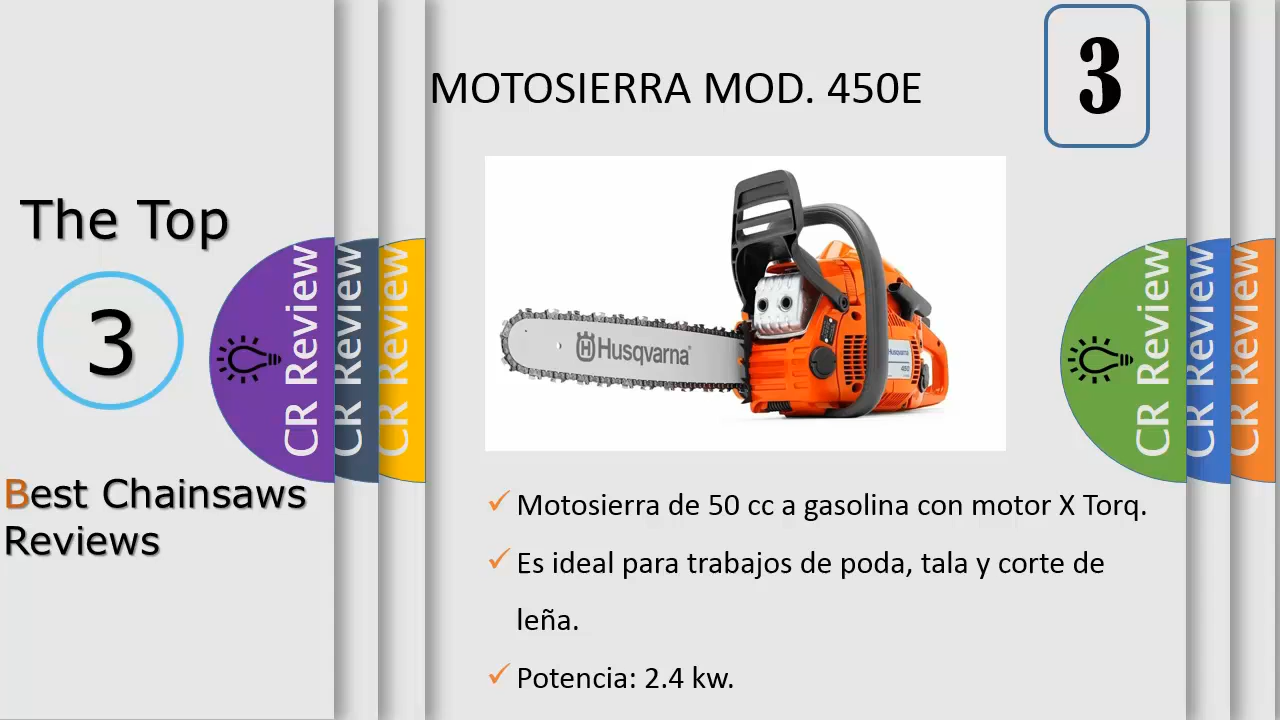 The Top
3
Best Chainsaws
Reviews
CR Review
CR Review
CR Review
MOTOSIERRA MOD. 450E
3
Husqvarna
Husqvarna
450
Motosierra de 50 cc a gasolina con motor X Torq.
Es ideal para trabajos de poda, tala y corte de
leña.
Potencia: 2.4 kw.
CR Review
CR Review
CR Review